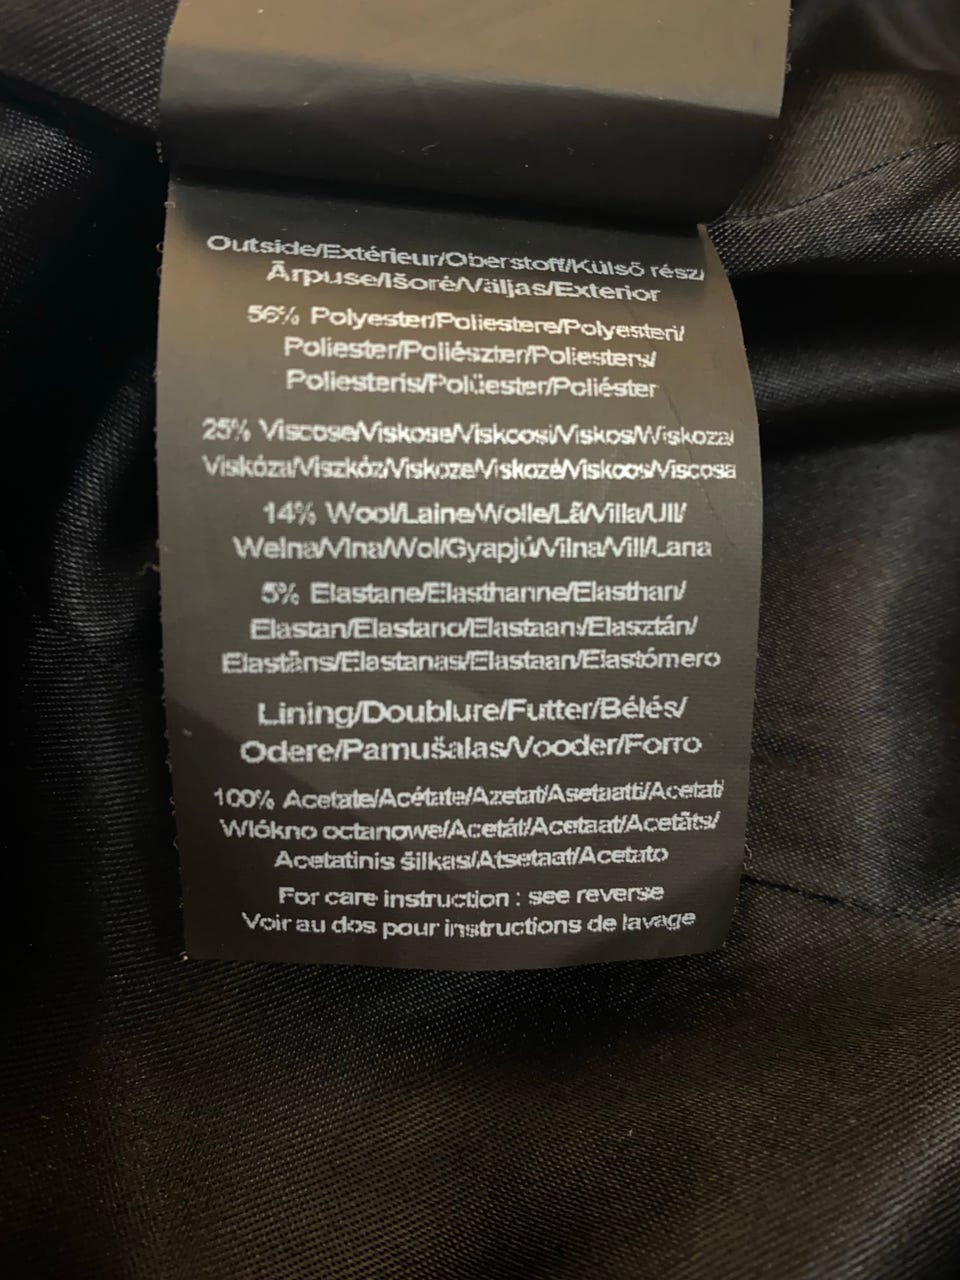 Outside/Extérieur/Oberstoff/Külső rész/
Ārpuse/Išorė/Väljas/Exterior
56% Polyester/Poliestere/Polyesteri/
Poliester/Poliészter/Poliesters/
Poliesteris/Polüester/Poliéster
25% Viscose/Viskose/Viskoosi/Viskos/Wiskoza/
Viskóza/Viszkóz/Viskoze/Viskozė/Viskoos/Viscosa
14% Wool/Laine/Wolle/Lã/Villa/Ull/
Wełna/Vlna/Wol/Gyapjú/Vilna/Vill/Lana
5% Elastane/Elasthanne/Elasthan/
Elastan/Elastano/Elastaani/Elasztán/
Elastāns/Elastanas/Elastaan/Elastómero
Lining/Doublure/Futter/Bélés/
Odere/Pamušalas/Vooder/Forro
100% Acetate/Acétate/Azetat/Asetaatti/Acetat/
Włókno octanowe/Acetát/Acetaat/Acetāts/
Acetatinis šilkas/Atsetaat/Acetato
For care instruction : see reverse
Voir au dos pour instructions de lavage